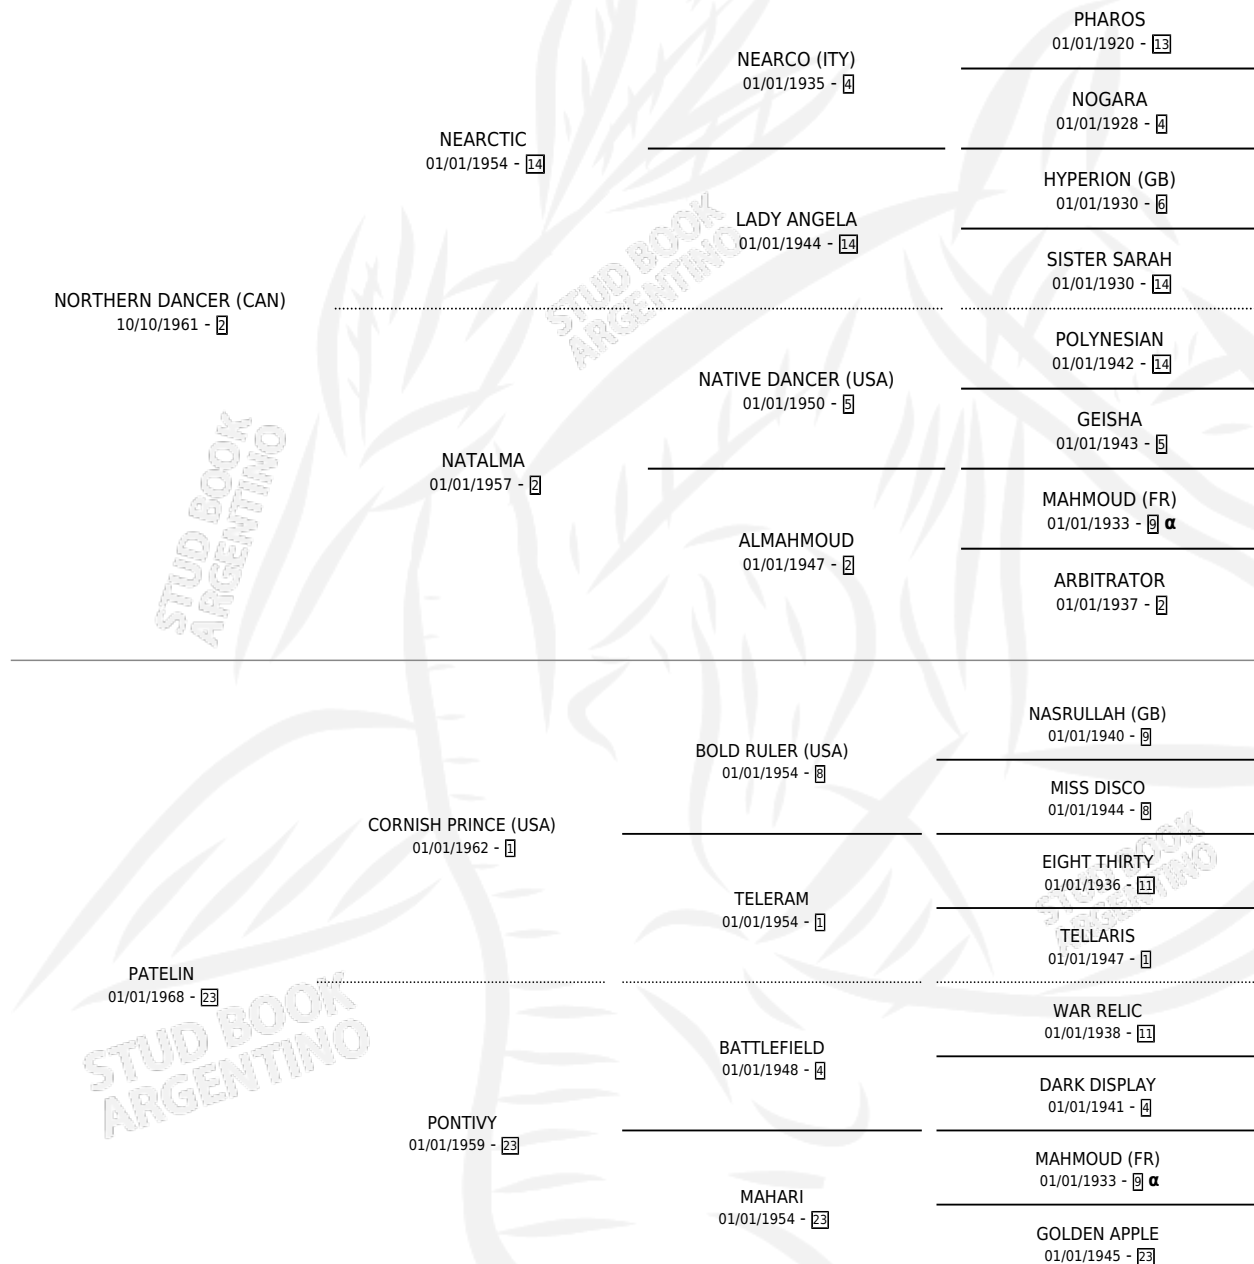 PHAROS
01/01/1920 - 13
NEARCO (ITY)
01/01/1935 - 4
NOGARA
01/01/1928 - 4
NEARCTIC
01/01/1954 - 14
HYPERION (GB)
01/01/1930 - 6
LADY ANGELA
01/01/1944 - 14
SISTER SARAH
01/01/1930 - 14
NORTHERN DANCER (CAN)
10/10/1961 - 2
POLYNESIAN
01/01/1942 - 14
NATIVE DANCER (USA)
01/01/1950 - 5
GEISHA
01/01/1943 - 5
NATALMA
01/01/1957 - 2
MAHMOUD (FR)
01/01/1933 - 9 α
ALMAHMOUD
01/01/1947 - 2
ARBITRATOR
01/01/1937 - 2
NASRULLAH (GB)
01/01/1940 - 9
BOLD RULER (USA)
01/01/1954 - 8
MISS DISCO
01/01/1944 - 8
CORNISH PRINCE (USA)
01/01/1962 - 1
EIGHT THIRTY
01/01/1936 - 11
TELERAM
01/01/1954 - 1
TELLARIS
01/01/1947 - 1
PATELIN
01/01/1968 - 23
WAR RELIC
01/01/1938 - 11
BATTLEFIELD
01/01/1948 - 4
DARK DISPLAY
01/01/1941 - 4
PONTIVY
01/01/1959 - 23
MAHMOUD (FR)
01/01/1933 - 9 α
MAHARI
01/01/1954 - 23
GOLDEN APPLE
01/01/1945 - 23
STUD BOOK
ARGENTINO
STUD BOOK
ARGENTINO
STUD BOOK
ARGENTINO
STUD BOOK
ARGENTINO